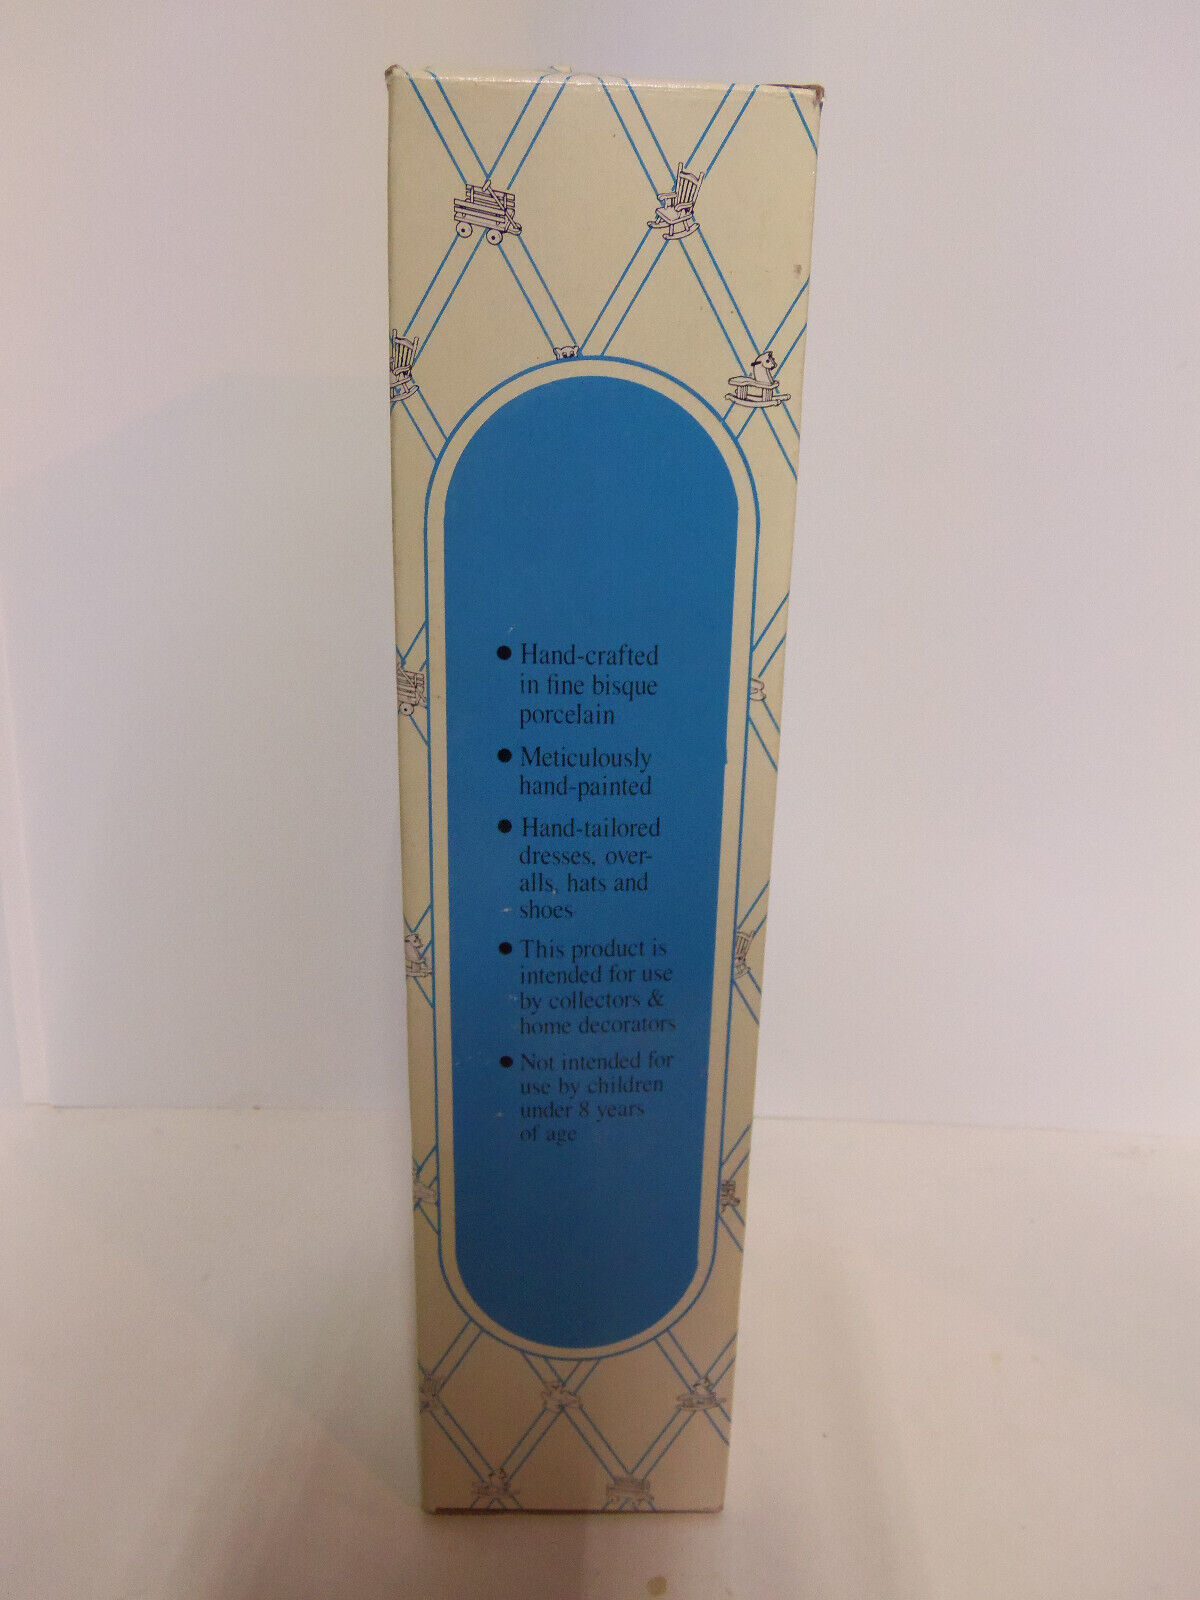 ● Hand-crafted
in fine bisque
porcelain
● Meticulously
hand-painted
● Hand-tailored
dresses, over-
alls, hats and
shoes
● This product is
intended for use
by collectors &
home decorators
● Not intended for
use by children
under 8 years
of age